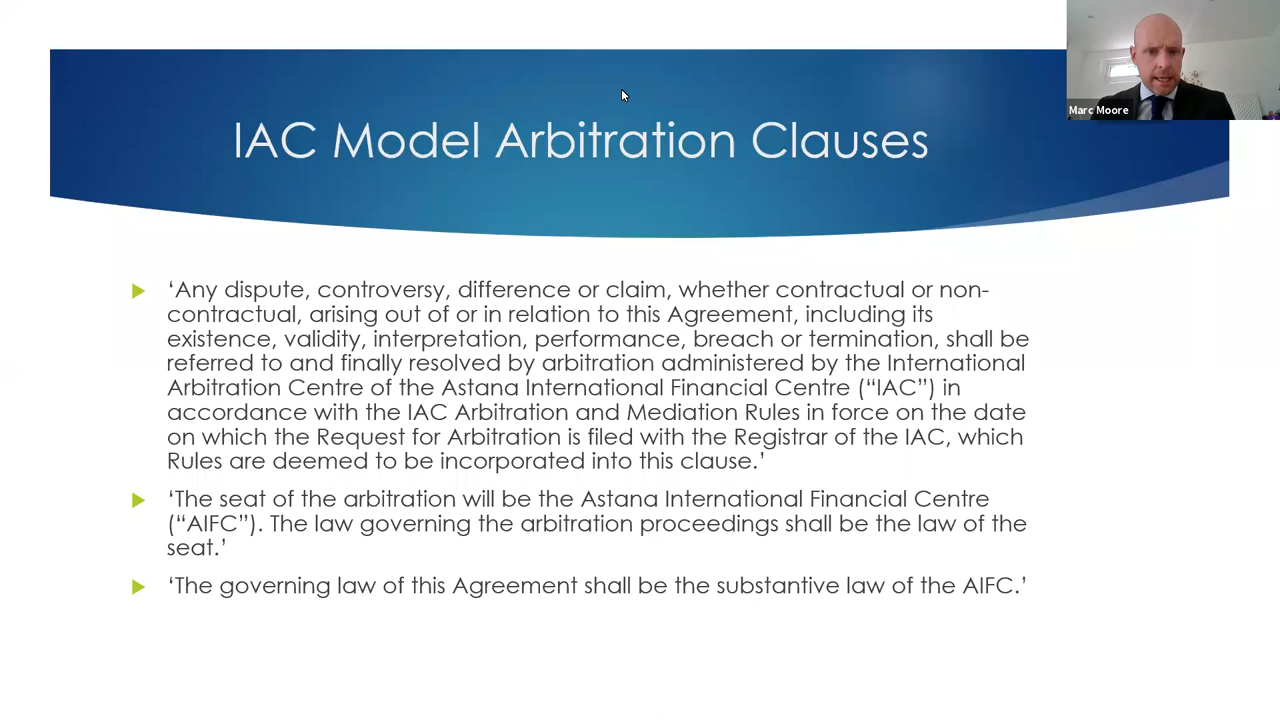 Marc Moore
IAC Model Arbitration Clauses
‘Any dispute, controversy, difference or claim, whether contractual or non-
contractual, arising out of or in relation to this Agreement, including its
existence, validity, interpretation, performance, breach or termination, shall be
referred to and finally resolved by arbitration administered by the International
Arbitration Centre of the Astana International Financial Centre (“IAC”) in
accordance with the IAC Arbitration and Mediation Rules in force on the date
on which the Request for Arbitration is filed with the Registrar of the IAC, which
Rules are deemed to be incorporated into this clause.’
‘The seat of the arbitration will be the Astana International Financial Centre
(“AIFC”). The law governing the arbitration proceedings shall be the law of the
seat.’
‘The governing law of this Agreement shall be the substantive law of the AIFC.’